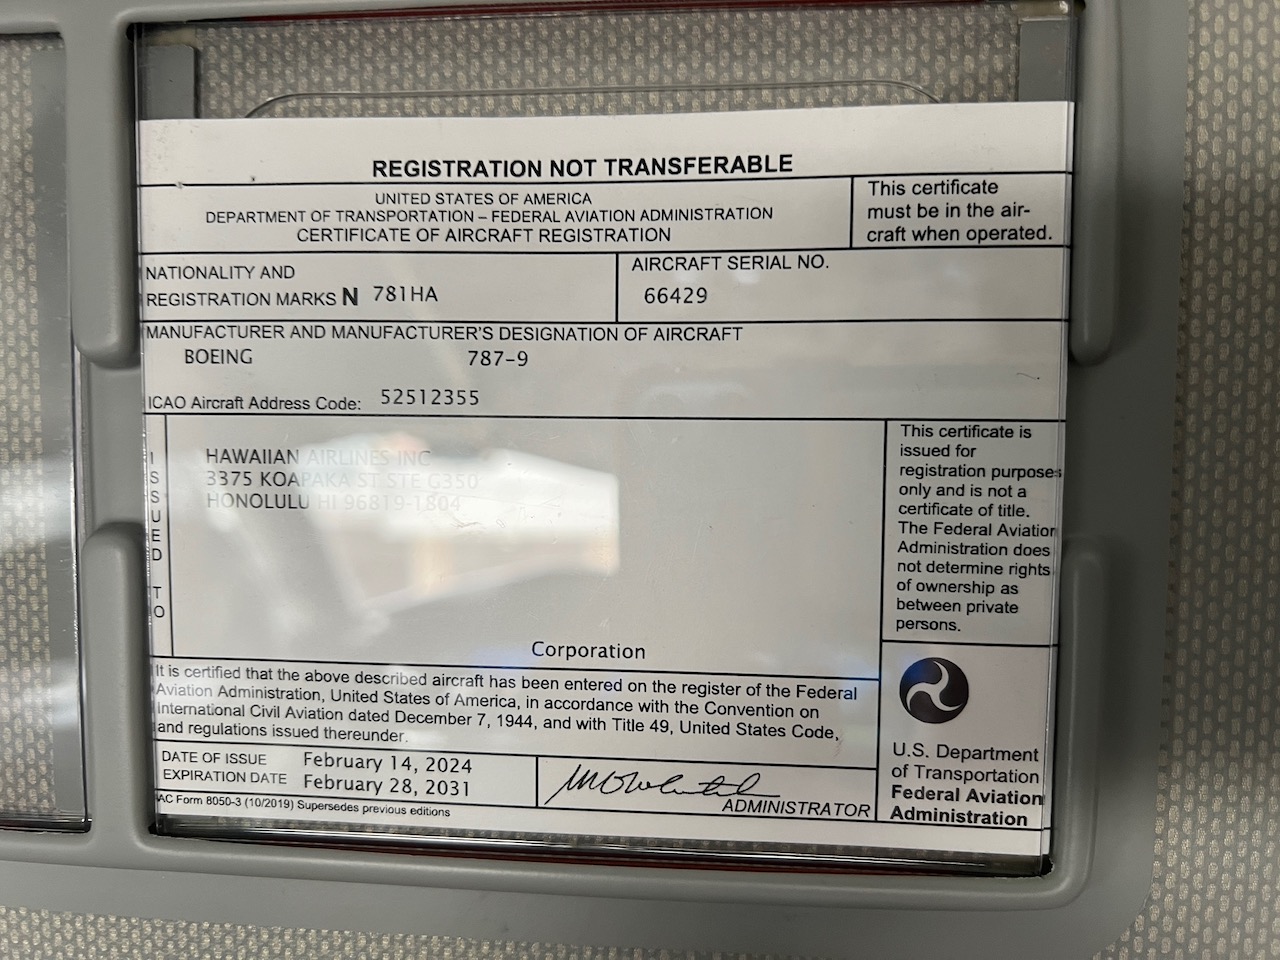 REGISTRATION NOT TRANSFERABLE
UNITED STATES OF AMERICA
DEPARTMENT OF TRANSPORTATION – FEDERAL AVIATION ADMINISTRATION
CERTIFICATE OF AIRCRAFT REGISTRATION
This certificate
must be in the air-
craft when operated.
NATIONALITY AND
REGISTRATION MARKS N 781HA
AIRCRAFT SERIAL NO.
66429
MANUFACTURER AND MANUFACTURER'S DESIGNATION OF AIRCRAFT
BOEING 787-9
ICAO Aircraft Address Code: 52512355
ISSUED TO
HAWAIIAN AIRLINES INC
3375 KOAPAKA ST STE G350
HONOLULU HI 96819-1804
Corporation
This certificate is
issued for
registration purposes
only and is not a
certificate of title.
The Federal Aviation
Administration does
not determine rights
of ownership as
between private
persons.
It is certified that the above described aircraft has been entered on the register of the Federal
Aviation Administration, United States of America, in accordance with the Convention on
International Civil Aviation dated December 7, 1944, and with Title 49, United States Code,
and regulations issued thereunder.
DATE OF ISSUE February 14, 2024
EXPIRATION DATE February 28, 2031
ADMINISTRATOR
AC Form 8050-3 (10/2019) Supersedes previous editions
U.S. Department
of Transportation
Federal Aviation
Administration